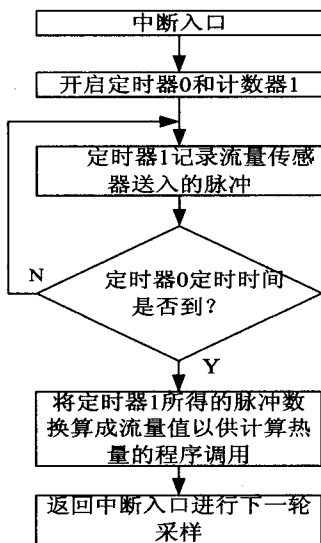 中断入口
开启定时器0和计数器1
定时器1记录流量传感
器送入的脉冲
N
定时器0定时时间
是否到?
Y
将定时器1所得的脉冲数
换算成流量值以供计算热
量的程序调用
返回中断入口进行下一轮
采样